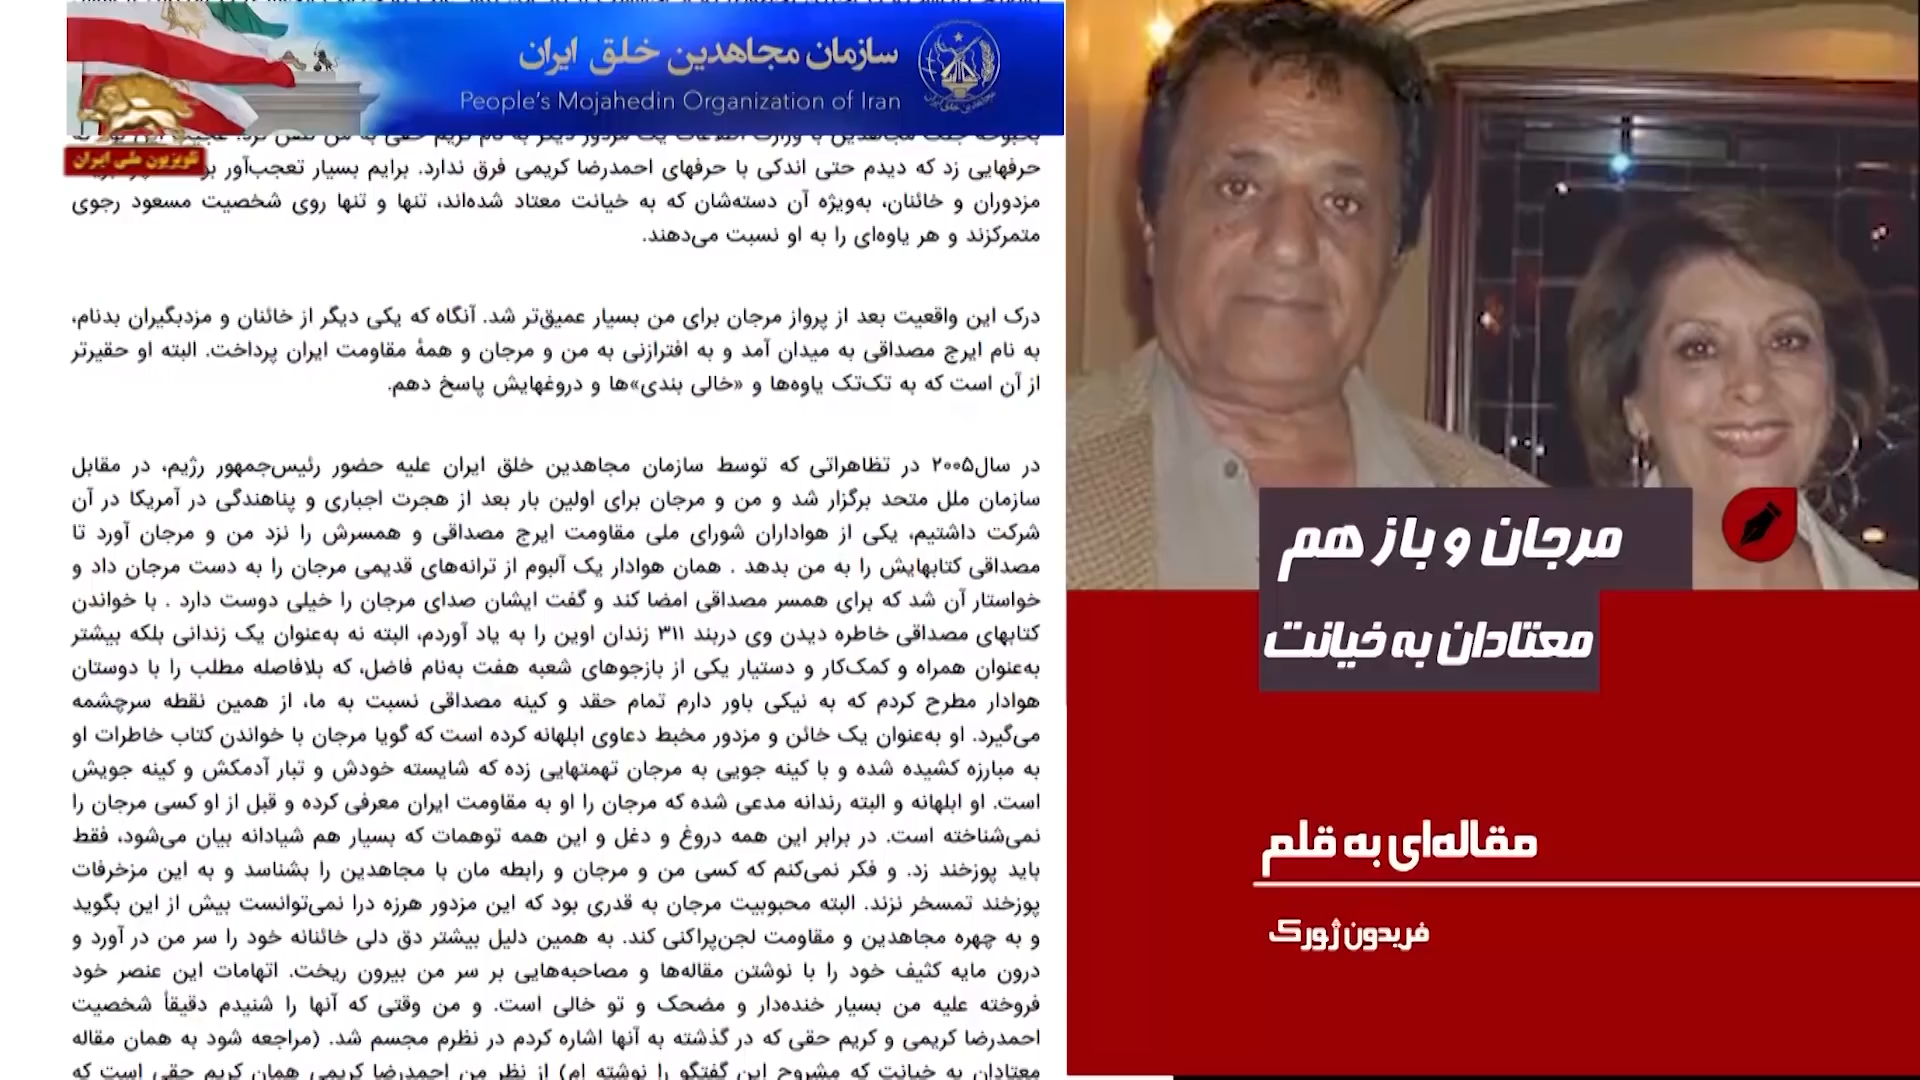 سازمان مجاهدین خلق ایران
People's Mojahedin Organization of Iran
تلویزیون ملی ایران
حرفهایی زد که دیدم حتی اندکی با حرفهای احمدرضا کریمی فرق ندارد. برایم بسیار تعجب‌آور
مزدوران و خائنان، به‌ویژه آن دسته‌شان که به خیانت معتاد شده‌اند، تنها و تنها روی شخصیت مسعود رجوی
متمرکزند و هر یاوه‌ای را به او نسبت می‌دهند.
درک این واقعیت بعد از پرواز مرجان برای من بسیار عمیق‌تر شد. آنگاه که یکی دیگر از خائنان و مزدبگیران بدنام،
به نام ایرج مصداقی به میدان آمد و به افترازنی به من و مرجان و همهٔ مقاومت ایران پرداخت. البته او حقیرتر
از آن است که به تک‌تک یاوه‌ها و «خالی بندی»ها و دروغهایش پاسخ دهم.
در سال۲۰۰۵ در تظاهراتی که توسط سازمان مجاهدین خلق ایران علیه حضور رئیس‌جمهور رژیم، در مقابل
سازمان ملل متحد برگزار شد و من و مرجان برای اولین بار بعد از هجرت اجباری و پناهندگی در آمریکا در آن
شرکت داشتیم، یکی از هواداران شورای ملی مقاومت ایرج مصداقی و همسرش را نزد من و مرجان آورد تا
مصداقی کتابهایش را به من بدهد . همان هوادار یک آلبوم از ترانه‌های قدیمی مرجان را به دست مرجان داد و
خواستار آن شد که برای همسر مصداقی امضا کند و گفت ایشان صدای مرجان را خیلی دوست دارد . با خواندن
کتابهای مصداقی خاطره دیدن وی دربند ۳۱۱ زندان اوین را به یاد آوردم، البته نه به‌عنوان یک زندانی بلکه بیشتر
به‌عنوان همراه و کمک‌کار و دستیار یکی از بازجوهای شعبه هفت به‌نام فاضل، که بلافاصله مطلب را با دوستان
هوادار مطرح کردم که به نیکی باور دارم تمام حقد و کینه مصداقی نسبت به ما، از همین نقطه سرچشمه
می‌گیرد. او به‌عنوان یک خائن و مزدور مخبط دعاوی ابلهانه کرده است که گویا مرجان با خواندن کتاب خاطرات او
به مبارزه کشیده شده و با کینه جویی به مرجان تهمتهایی زده که شایسته خودش و تبار آدمکش و کینه جویش
است. او ابلهانه و البته رندانه مدعی شده که مرجان را او به مقاومت ایران معرفی کرده و قبل از او کسی مرجان را
نمی‌شناخته است. در برابر این همه دروغ و دغل و این همه توهمات که بسیار هم شیادانه بیان می‌شود، فقط
باید پوزخند زد. و فکر نمی‌کنم که کسی من و مرجان و رابطه مان با مجاهدین را بشناسد و به این مزخرفات
پوزخند تمسخر نزند. البته محبوبیت مرجان به قدری بود که این مزدور هرزه درا نمی‌توانست بیش از این بگوید
و به چهره مجاهدین و مقاومت لجن‌پراکنی کند. به همین دلیل بیشتر دق دلی خائنانه خود را سر من در آورد و
درون مایه کثیف خود را با نوشتن مقاله‌ها و مصاحبه‌هایی بر سر من بیرون ریخت. اتهامات این عنصر خود
فروخته علیه من بسیار خنده‌دار و مضحک و تو خالی است. و من وقتی که آنها را شنیدم دقیقاً شخصیت
احمدرضا کریمی و کریم حقی که در گذشته به آنها اشاره کردم در نظرم مجسم شد. (مراجعه شود به همان مقاله
معتادان به خیانت که مشروح این گفتگو را نوشته ام) از نظر من احمدرضا کریمی همان کریم حقی است که
مرجان و باز هم
معتادان به خیانت
مقاله‌ای به قلم
فریدون ژورک